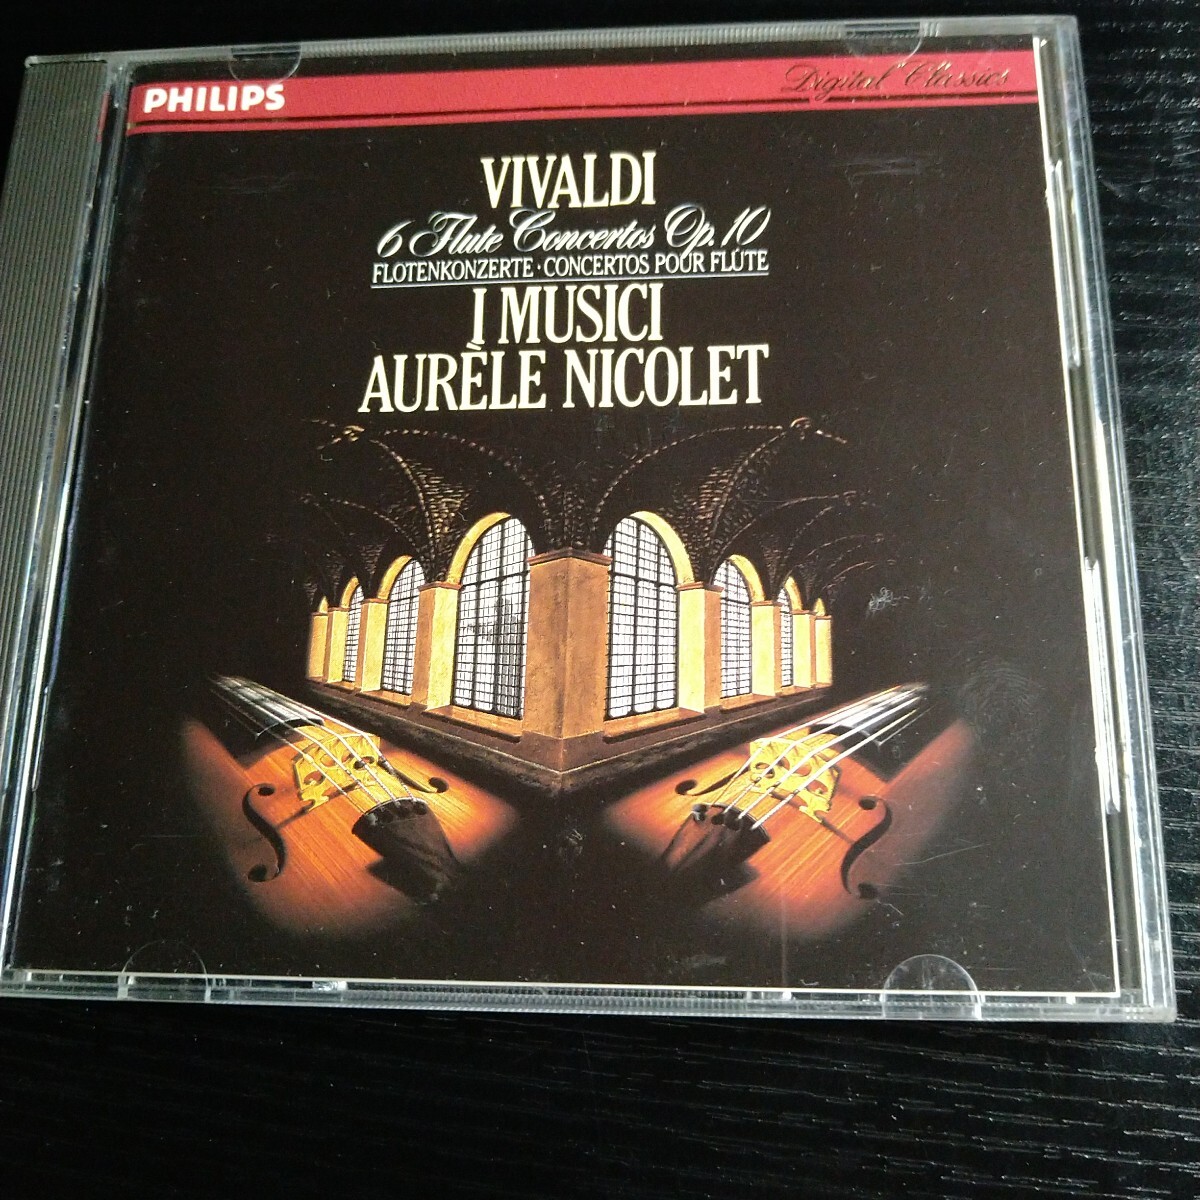 PHILIPS
Digital Classics
VIVALDI
6 Flute Concertos Op. 10
FLOTENKONZERTE · CONCERTOS POUR FLÛTE
I MUSICI
AURÈLE NICOLET